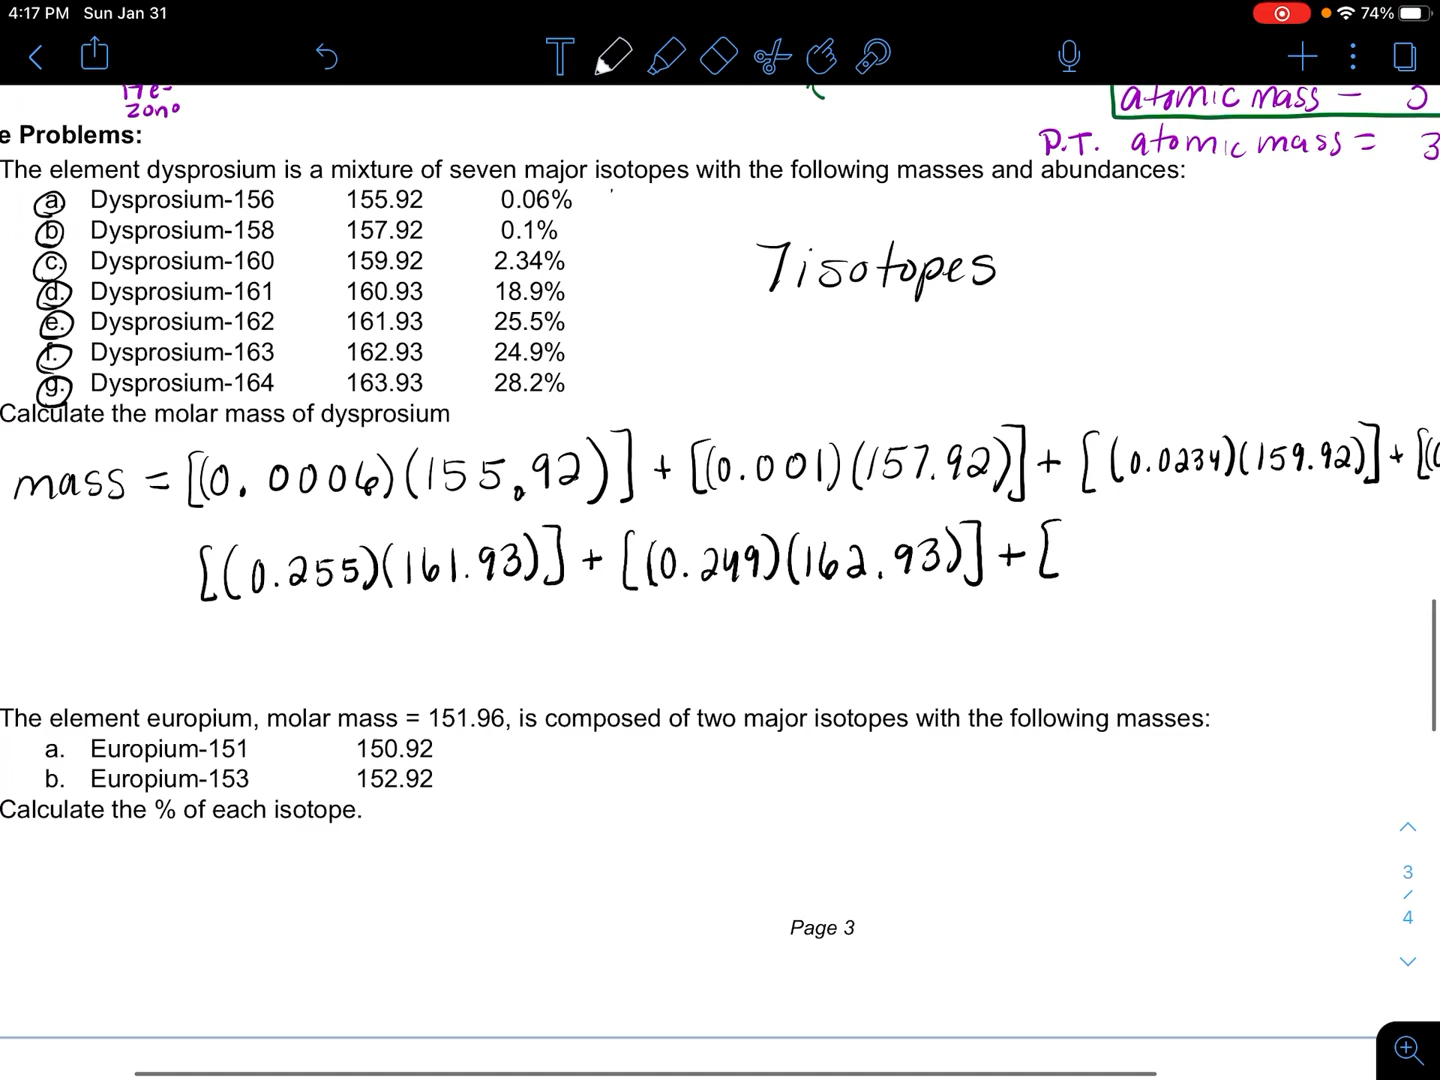 4:17 PM Sun Jan 31
74%
zono
atomic mass =
e Problems:
P.T. atomic mass = 3
The element dysprosium is a mixture of seven major isotopes with the following masses and abundances:
a. Dysprosium-156 155.92 0.06%
b. Dysprosium-158 157.92 0.1%
c. Dysprosium-160 159.92 2.34%
7 isotopes
d. Dysprosium-161 160.93 18.9%
e. Dysprosium-162 161.93 25.5%
f. Dysprosium-163 162.93 24.9%
g. Dysprosium-164 163.93 28.2%
Calculate the molar mass of dysprosium
mass = [(0.0006)(155.92)] + [(0.001)(157.92)] + [(0.0234)(159.92)] + [(
[(0.255)(161.93)] + [(0.249)(162.93)] + [
The element europium, molar mass = 151.96, is composed of two major isotopes with the following masses:
a. Europium-151 150.92
b. Europium-153 152.92
Calculate the % of each isotope.
3
/
4
Page 3